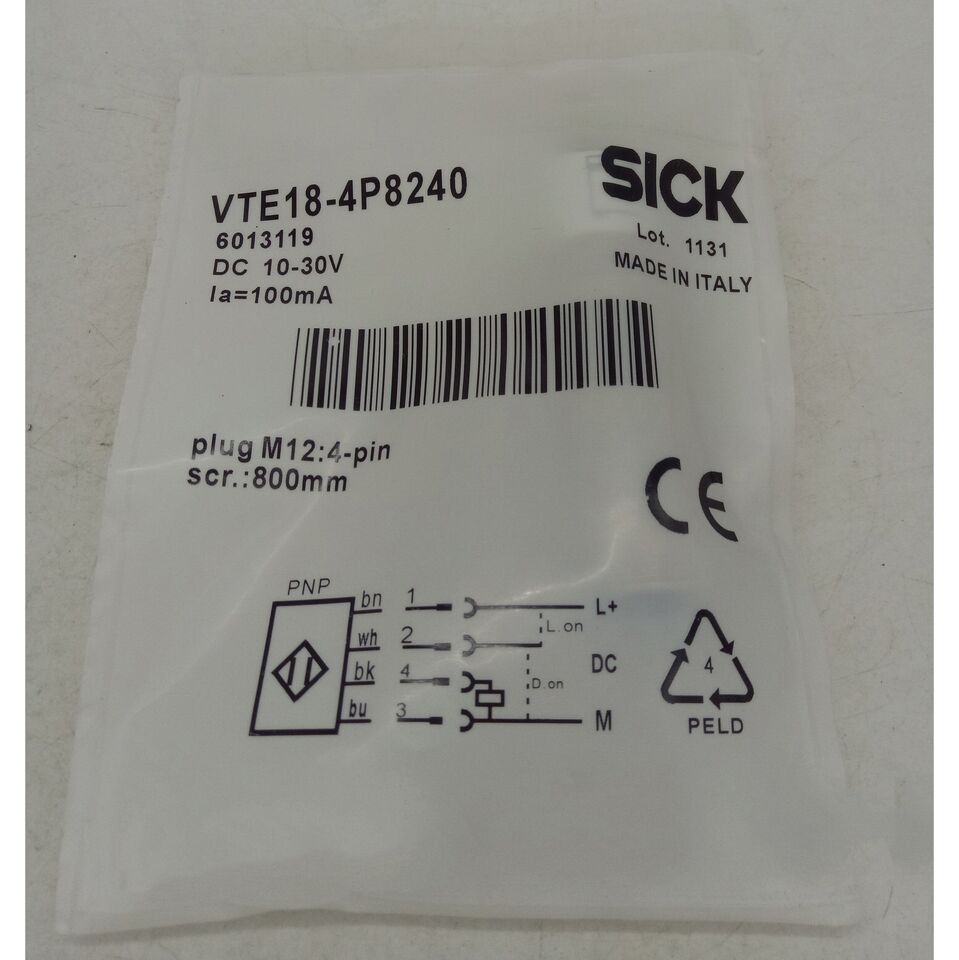 SICK
VTE18-4P8240
6013119
Lot. 1131
DC 10-30V
MADE IN ITALY
Ia=100mA
plug M12:4-pin
scr.:800mm
CE
PNP
bn 1 L+
L.on
wh 2
DC
bk 4
D.on
bu 3 M
4
PELD